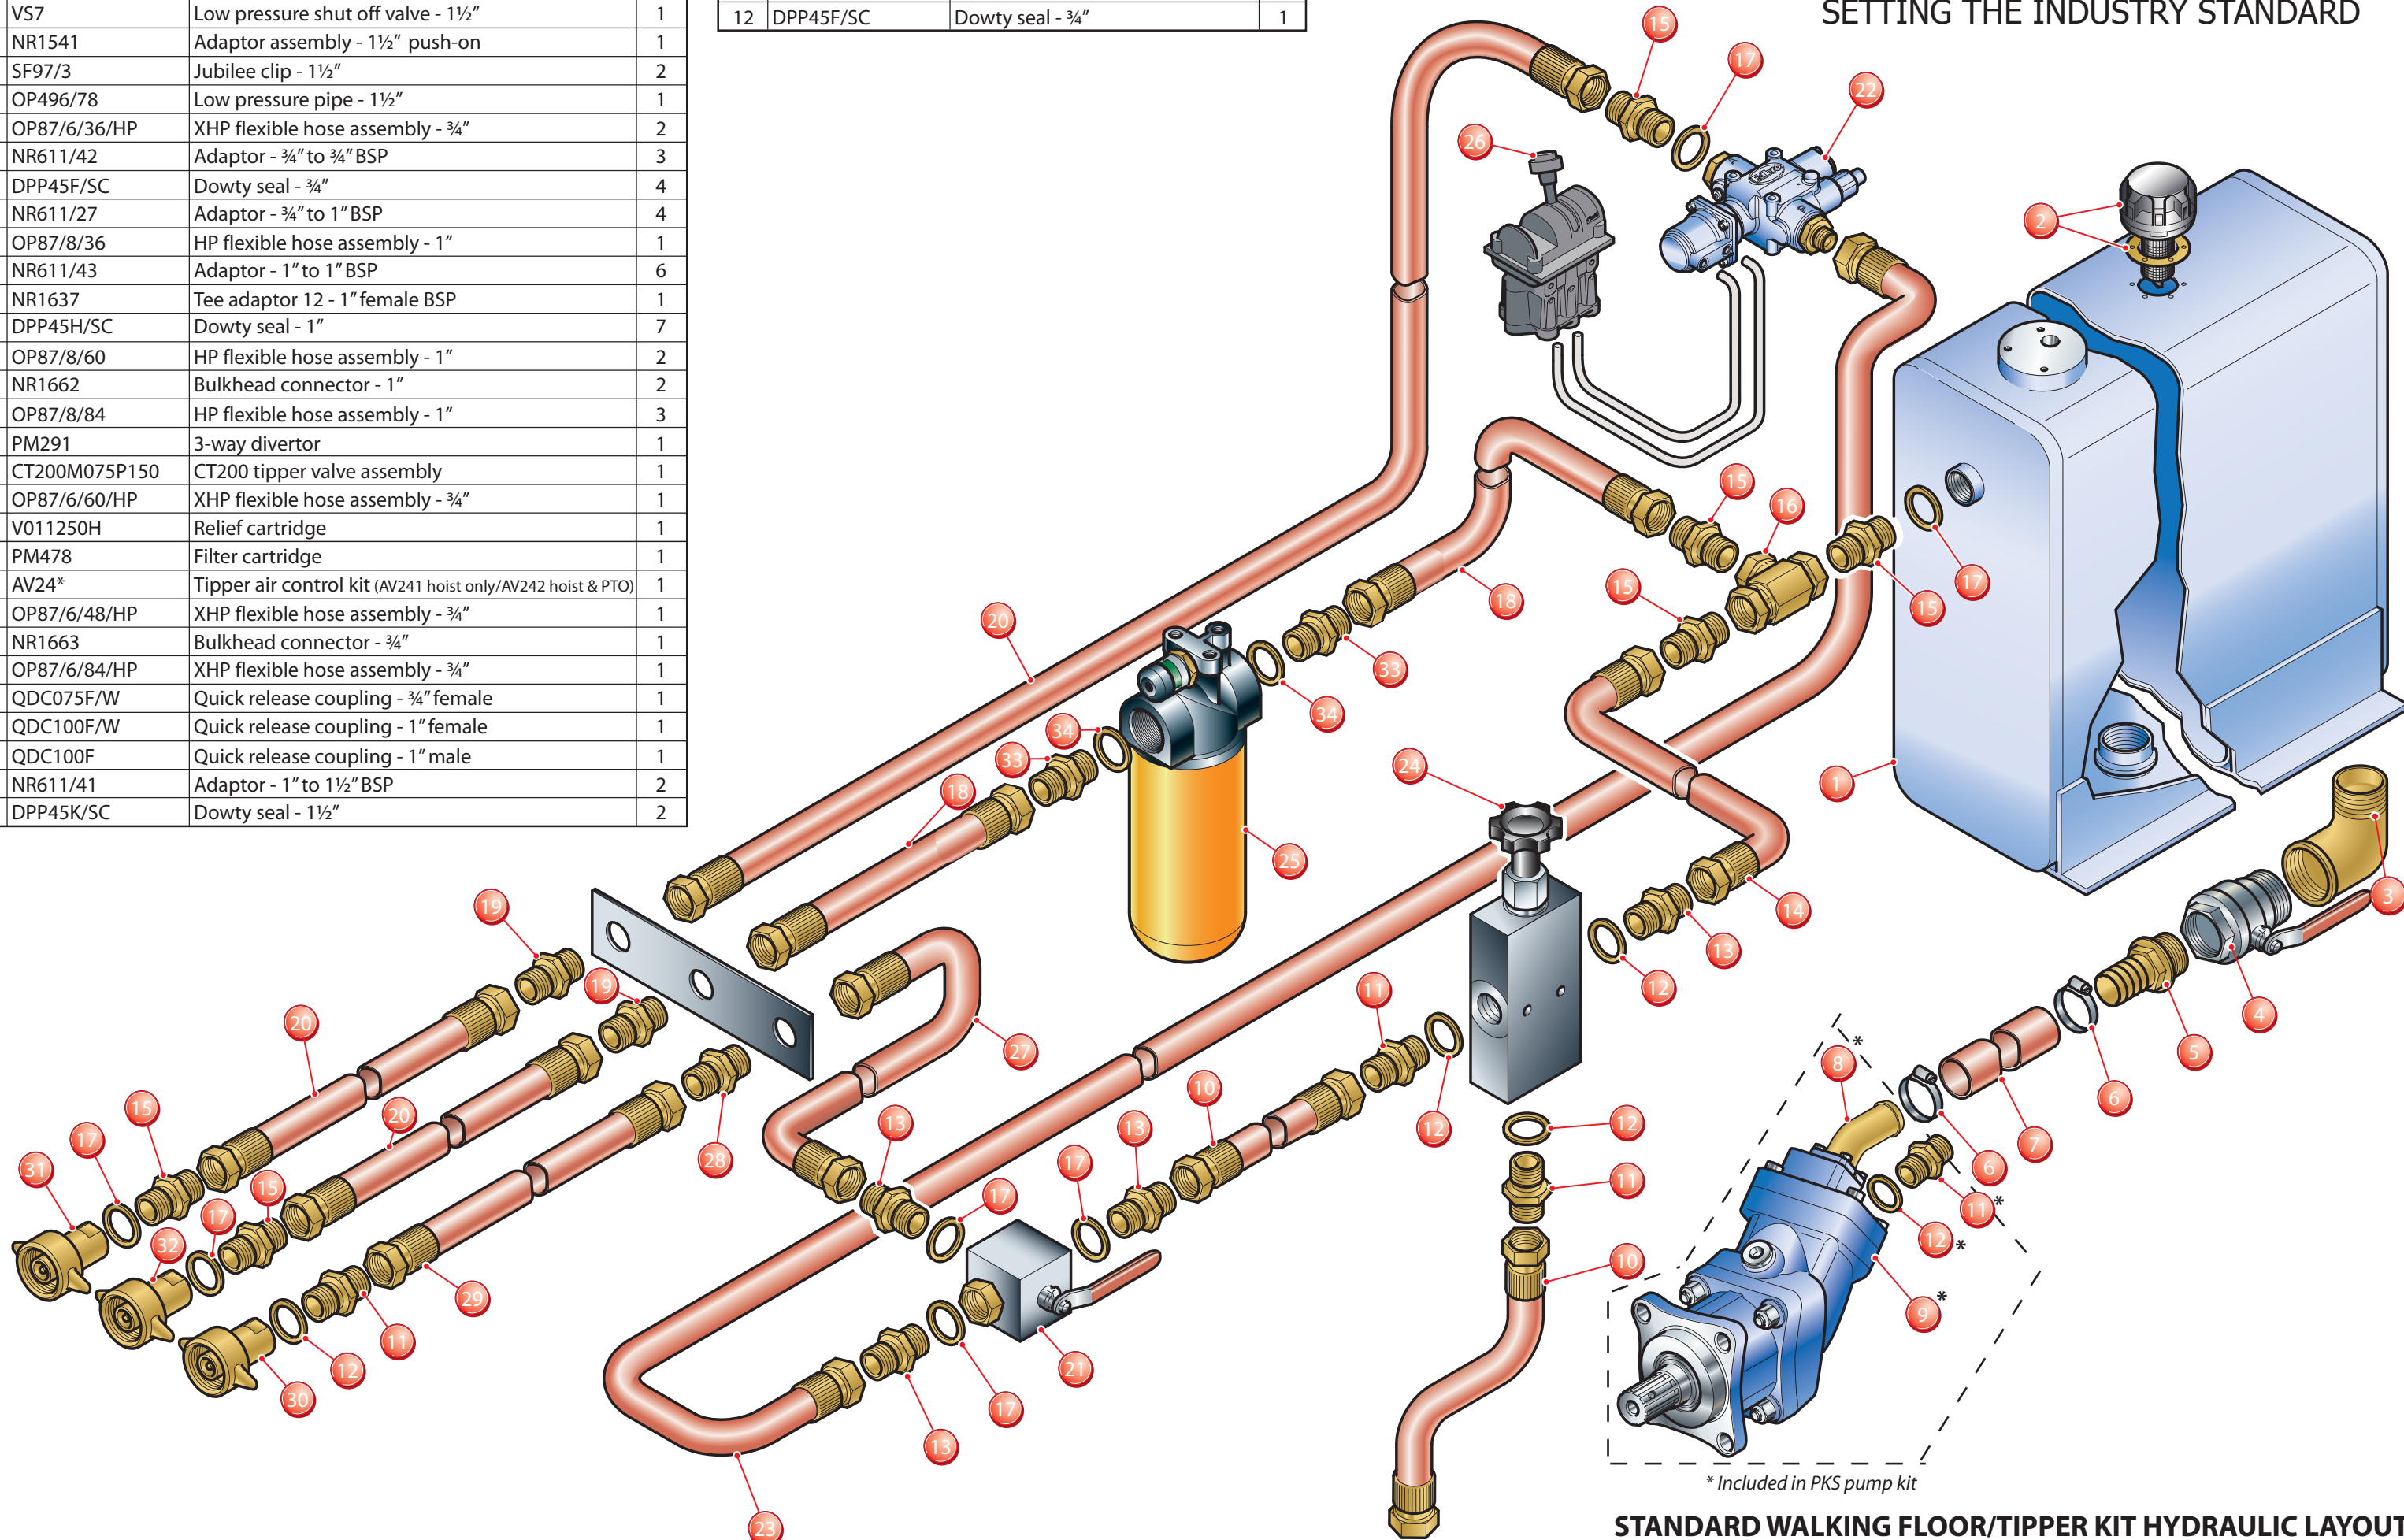 VS7 Low pressure shut off valve - 1½" 1
NR1541 Adaptor assembly - 1½" push-on 1
SF97/3 Jubilee clip - 1½" 2
OP496/78 Low pressure pipe - 1½" 1
OP87/6/36/HP XHP flexible hose assembly - ¾" 2
NR611/42 Adaptor - ¾" to ¾" BSP 3
DPP45F/SC Dowty seal - ¾" 4
NR611/27 Adaptor - ¾" to 1" BSP 4
OP87/8/36 HP flexible hose assembly - 1" 1
NR611/43 Adaptor - 1" to 1" BSP 6
NR1637 Tee adaptor 12 - 1" female BSP 1
DPP45H/SC Dowty seal - 1" 7
OP87/8/60 HP flexible hose assembly - 1" 2
NR1662 Bulkhead connector - 1" 2
OP87/8/84 HP flexible hose assembly - 1" 3
PM291 3-way divertor 1
CT200M075P150 CT200 tipper valve assembly 1
OP87/6/60/HP XHP flexible hose assembly - ¾" 1
V011250H Relief cartridge 1
PM478 Filter cartridge 1
AV24* Tipper air control kit (AV241 hoist only/AV242 hoist & PTO) 1
OP87/6/48/HP XHP flexible hose assembly - ¾" 1
NR1663 Bulkhead connector - ¾" 1
OP87/6/84/HP XHP flexible hose assembly - ¾" 1
QDC075F/W Quick release coupling - ¾" female 1
QDC100F/W Quick release coupling - 1" female 1
QDC100F Quick release coupling - 1" male 1
NR611/41 Adaptor - 1" to 1½" BSP 2
DPP45K/SC Dowty seal - 1½" 2
12 DPP45F/SC Dowty seal - ¾" 1
SETTING THE INDUSTRY STANDARD
15
17
22
26
2
Edbro
P
15
16
18
15
17
15
20
33
34
34
33
18
24
1
25
3
19
14
13
12
19
4
20
11
5
27
8*
6
15
20
10
12
12
7
17
28
13
13
6
31
15
17
17
11
11*
32
17
12*
29
10
9*
11
12
21
30
17
13
23
* Included in PKS pump kit
STANDARD WALKING FLOOR/TIPPER KIT HYDRAULIC LAYOUT